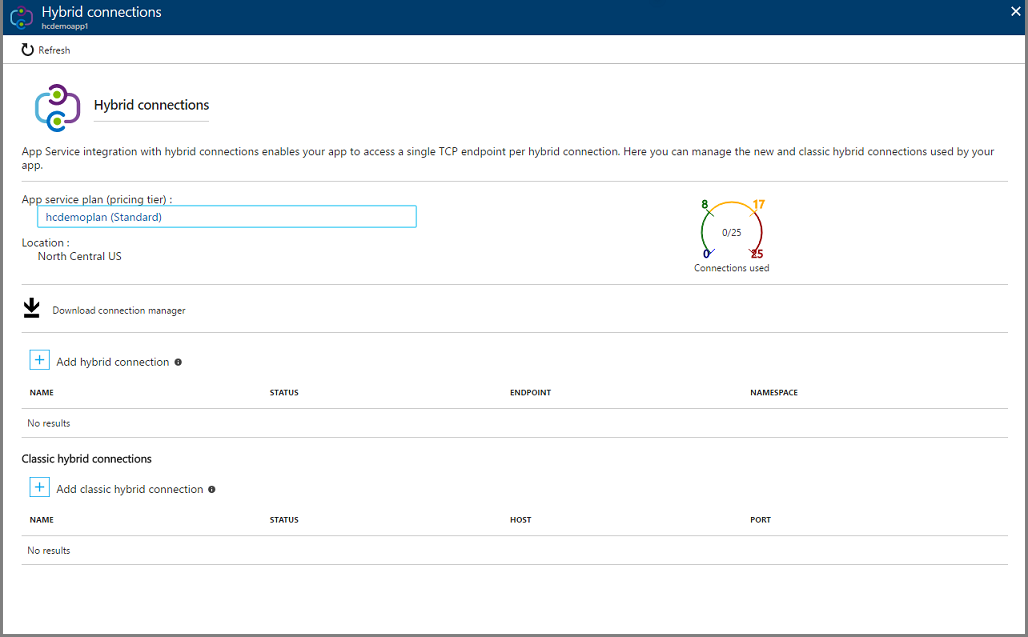 Hybrid connections
hcdemoapp1
Refresh
Hybrid connections
App Service integration with hybrid connections enables your app to access a single TCP endpoint per hybrid connection. Here you can manage the new and classic hybrid connections used by your
app.
App service plan (pricing tier) :
hcdemoplan (Standard)
Location :
North Central US
8 17
0/25
0 25
Connections used
Download connection manager
Add hybrid connection
NAME STATUS ENDPOINT NAMESPACE
No results
Classic hybrid connections
Add classic hybrid connection
NAME STATUS HOST PORT
No results